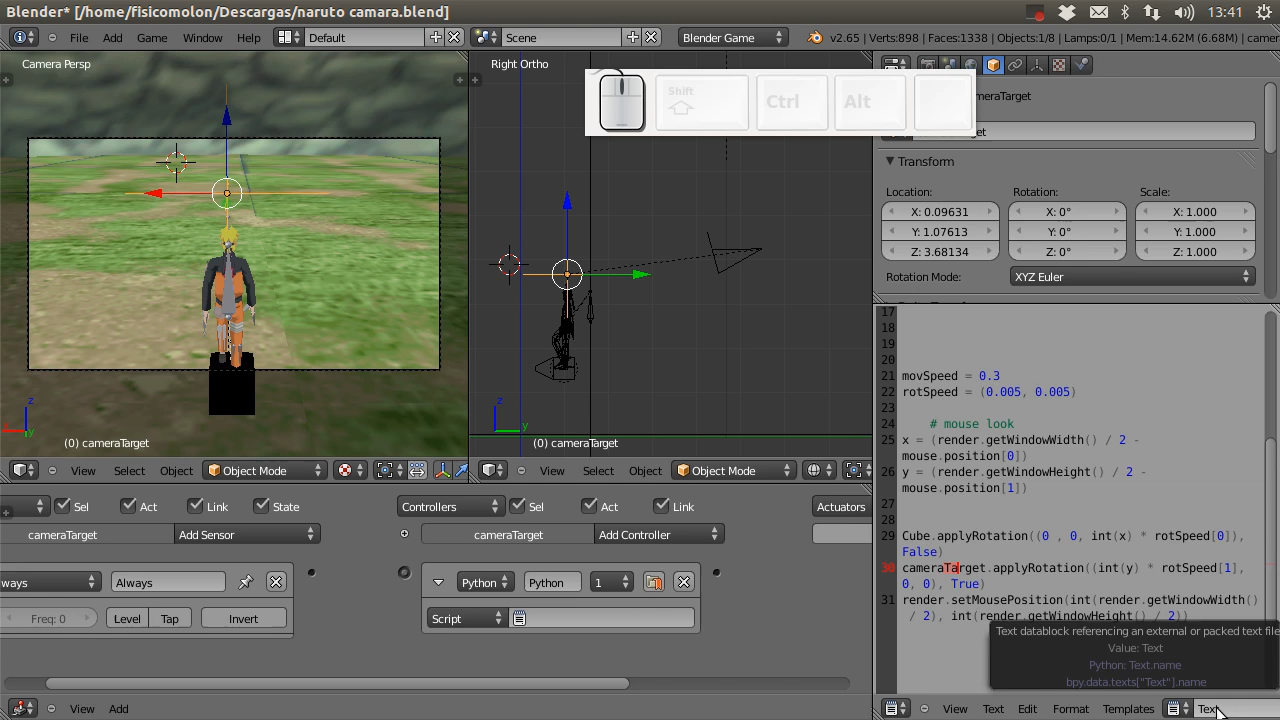 Blender* [/home/fisicomolon/Descargas/naruto camara.blend]
13:41
File Add Game Window Help
Default
Scene
Blender Game
v2.65 | Verts:898 | Faces:1338 | Objects:1/8 | Lamps:0/1 | Mem:14.62M (6.68M) | camer
Camera Persp
Right Ortho
Shift
Ctrl
Alt
meraTarget
et
Transform
Location:
Rotation:
Scale:
X: 0.09631
X: 0°
X: 1.000
Y: 1.07613
Y: 0°
Y: 1.000
Z: 3.68134
Z: 0°
Z: 1.000
Rotation Mode:
XYZ Euler
z
x
y
(0) cameraTarget
z
y
(0) cameraTarget
View Select Object
Object Mode
View Select Object
Object Mode
Sel
Act
Link
State
Controllers
Sel
Act
Link
Actuators
cameraTarget
Add Sensor
cameraTarget
Add Controller
ways
Always
Python
Python
1
Freq: 0
Level
Tap
Invert
Script
View Add
17
18
19
20
21 movSpeed = 0.3
22 rotSpeed = (0.005, 0.005)
23
24 # mouse look
25 x = (render.getWindowWidth() / 2 -
mouse.position[0])
26 y = (render.getWindowHeight() / 2 -
mouse.position[1])
27
28
29 Cube.applyRotation((0 , 0, int(x) * rotSpeed[0]),
False)
30 cameraTarget.applyRotation((int(y) * rotSpeed[1],
0, 0), True)
31 render.setMousePosition(int(render.getWindowWidth()
/ 2), int(render.getWindowHeight() / 2))
Text datablock referencing an external or packed text file
Value: Text
Python: Text.name
bpy.data.texts["Text"].name
View Text Edit Format Templates
Tex